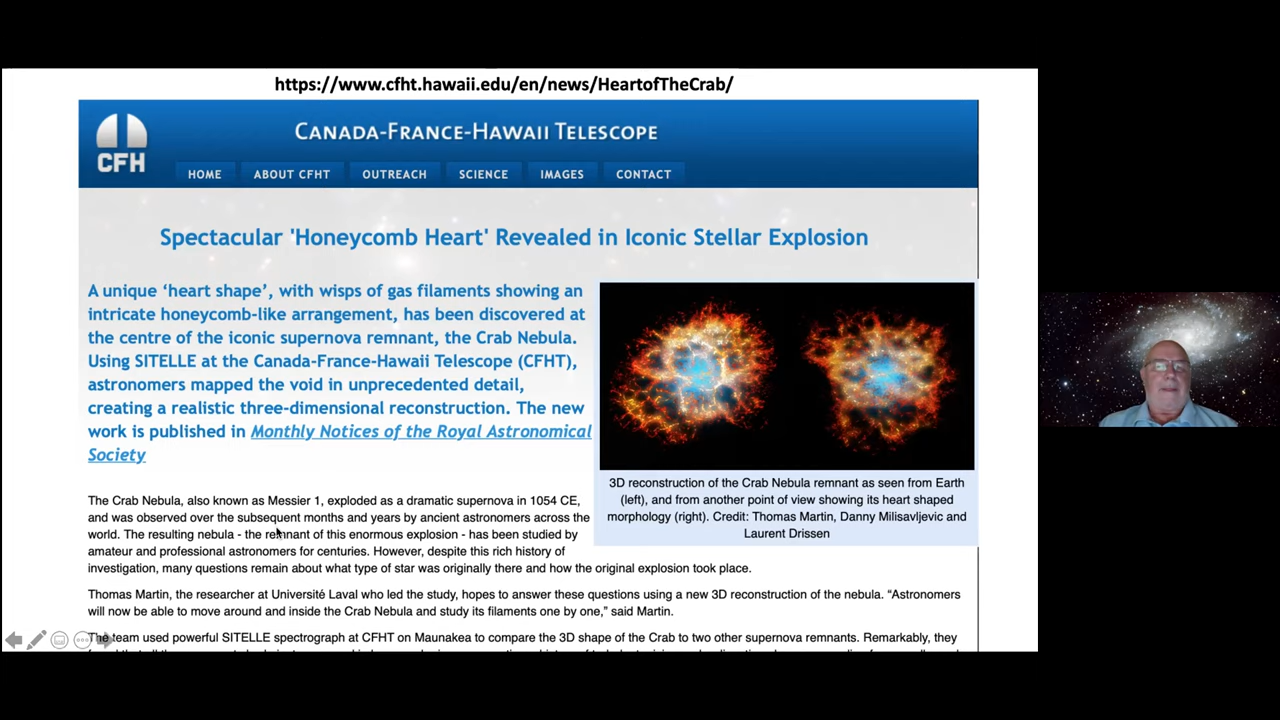 https://www.cfht.hawaii.edu/en/news/HeartofTheCrab/
CFH
CANADA-FRANCE-HAWAII TELESCOPE
HOME
ABOUT CFHT
OUTREACH
SCIENCE
IMAGES
CONTACT
Spectacular 'Honeycomb Heart' Revealed in Iconic Stellar Explosion
A unique ‘heart shape’, with wisps of gas filaments showing an
intricate honeycomb-like arrangement, has been discovered at
the centre of the iconic supernova remnant, the Crab Nebula.
Using SITELLE at the Canada-France-Hawaii Telescope (CFHT),
astronomers mapped the void in unprecedented detail,
creating a realistic three-dimensional reconstruction. The new
work is published in Monthly Notices of the Royal Astronomical
Society
3D reconstruction of the Crab Nebula remnant as seen from Earth
(left), and from another point of view showing its heart shaped
morphology (right). Credit: Thomas Martin, Danny Milisavljevic and
Laurent Drissen
The Crab Nebula, also known as Messier 1, exploded as a dramatic supernova in 1054 CE,
and was observed over the subsequent months and years by ancient astronomers across the
world. The resulting nebula - the remnant of this enormous explosion - has been studied by
amateur and professional astronomers for centuries. However, despite this rich history of
investigation, many questions remain about what type of star was originally there and how the original explosion took place.
Thomas Martin, the researcher at Université Laval who led the study, hopes to answer these questions using a new 3D reconstruction of the nebula. “Astronomers
will now be able to move around and inside the Crab Nebula and study its filaments one by one,” said Martin.
The team used powerful SITELLE spectrograph at CFHT on Maunakea to compare the 3D shape of the Crab to two other supernova remnants. Remarkably, they